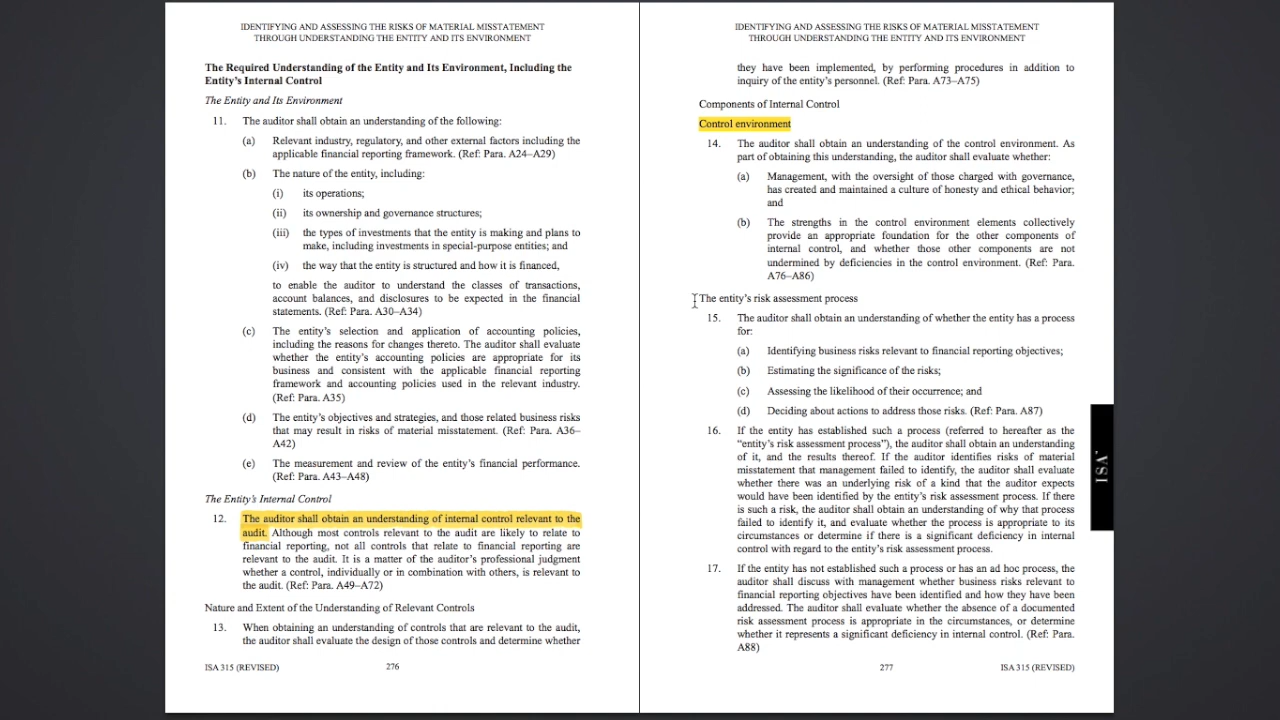 IDENTIFYING AND ASSESSING THE RISKS OF MATERIAL MISSTATEMENT
THROUGH UNDERSTANDING THE ENTITY AND ITS ENVIRONMENT
The Required Understanding of the Entity and Its Environment, Including the
Entity's Internal Control
The Entity and Its Environment
11. The auditor shall obtain an understanding of the following:
(a) Relevant industry, regulatory, and other external factors including the
applicable financial reporting framework. (Ref: Para. A24–A29)
(b) The nature of the entity, including:
(i) its operations;
(ii) its ownership and governance structures;
(iii) the types of investments that the entity is making and plans to
make, including investments in special-purpose entities; and
(iv) the way that the entity is structured and how it is financed,
to enable the auditor to understand the classes of transactions,
account balances, and disclosures to be expected in the financial
statements. (Ref: Para. A30–A34)
(c) The entity's selection and application of accounting policies,
including the reasons for changes thereto. The auditor shall evaluate
whether the entity's accounting policies are appropriate for its
business and consistent with the applicable financial reporting
framework and accounting policies used in the relevant industry.
(Ref: Para. A35)
(d) The entity's objectives and strategies, and those related business risks
that may result in risks of material misstatement. (Ref: Para. A36–
A42)
(e) The measurement and review of the entity's financial performance.
(Ref: Para. A43–A48)
The Entity's Internal Control
12. The auditor shall obtain an understanding of internal control relevant to the
audit. Although most controls relevant to the audit are likely to relate to
financial reporting, not all controls that relate to financial reporting are
relevant to the audit. It is a matter of the auditor's professional judgment
whether a control, individually or in combination with others, is relevant to
the audit. (Ref: Para. A49–A72)
Nature and Extent of the Understanding of Relevant Controls
13. When obtaining an understanding of controls that are relevant to the audit,
the auditor shall evaluate the design of those controls and determine whether
ISA 315 (REVISED) 276
IDENTIFYING AND ASSESSING THE RISKS OF MATERIAL MISSTATEMENT
THROUGH UNDERSTANDING THE ENTITY AND ITS ENVIRONMENT
they have been implemented, by performing procedures in addition to
inquiry of the entity's personnel. (Ref: Para. A73–A75)
Components of Internal Control
Control environment
14. The auditor shall obtain an understanding of the control environment. As
part of obtaining this understanding, the auditor shall evaluate whether:
(a) Management, with the oversight of those charged with governance,
has created and maintained a culture of honesty and ethical behavior;
and
(b) The strengths in the control environment elements collectively
provide an appropriate foundation for the other components of
internal control, and whether those other components are not
undermined by deficiencies in the control environment. (Ref: Para.
A76–A86)
The entity's risk assessment process
15. The auditor shall obtain an understanding of whether the entity has a process
for:
(a) Identifying business risks relevant to financial reporting objectives;
(b) Estimating the significance of the risks;
(c) Assessing the likelihood of their occurrence; and
(d) Deciding about actions to address those risks. (Ref: Para. A87)
16. If the entity has established such a process (referred to hereafter as the
"entity's risk assessment process"), the auditor shall obtain an understanding
of it, and the results thereof. If the auditor identifies risks of material
misstatement that management failed to identify, the auditor shall evaluate
whether there was an underlying risk of a kind that the auditor expects
would have been identified by the entity's risk assessment process. If there
is such a risk, the auditor shall obtain an understanding of why that process
failed to identify it, and evaluate whether the process is appropriate to its
circumstances or determine if there is a significant deficiency in internal
control with regard to the entity's risk assessment process.
17. If the entity has not established such a process or has an ad hoc process, the
auditor shall discuss with management whether business risks relevant to
financial reporting objectives have been identified and how they have been
addressed. The auditor shall evaluate whether the absence of a documented
risk assessment process is appropriate in the circumstances, or determine
whether it represents a significant deficiency in internal control. (Ref: Para.
A88)
277 ISA 315 (REVISED)
ISA